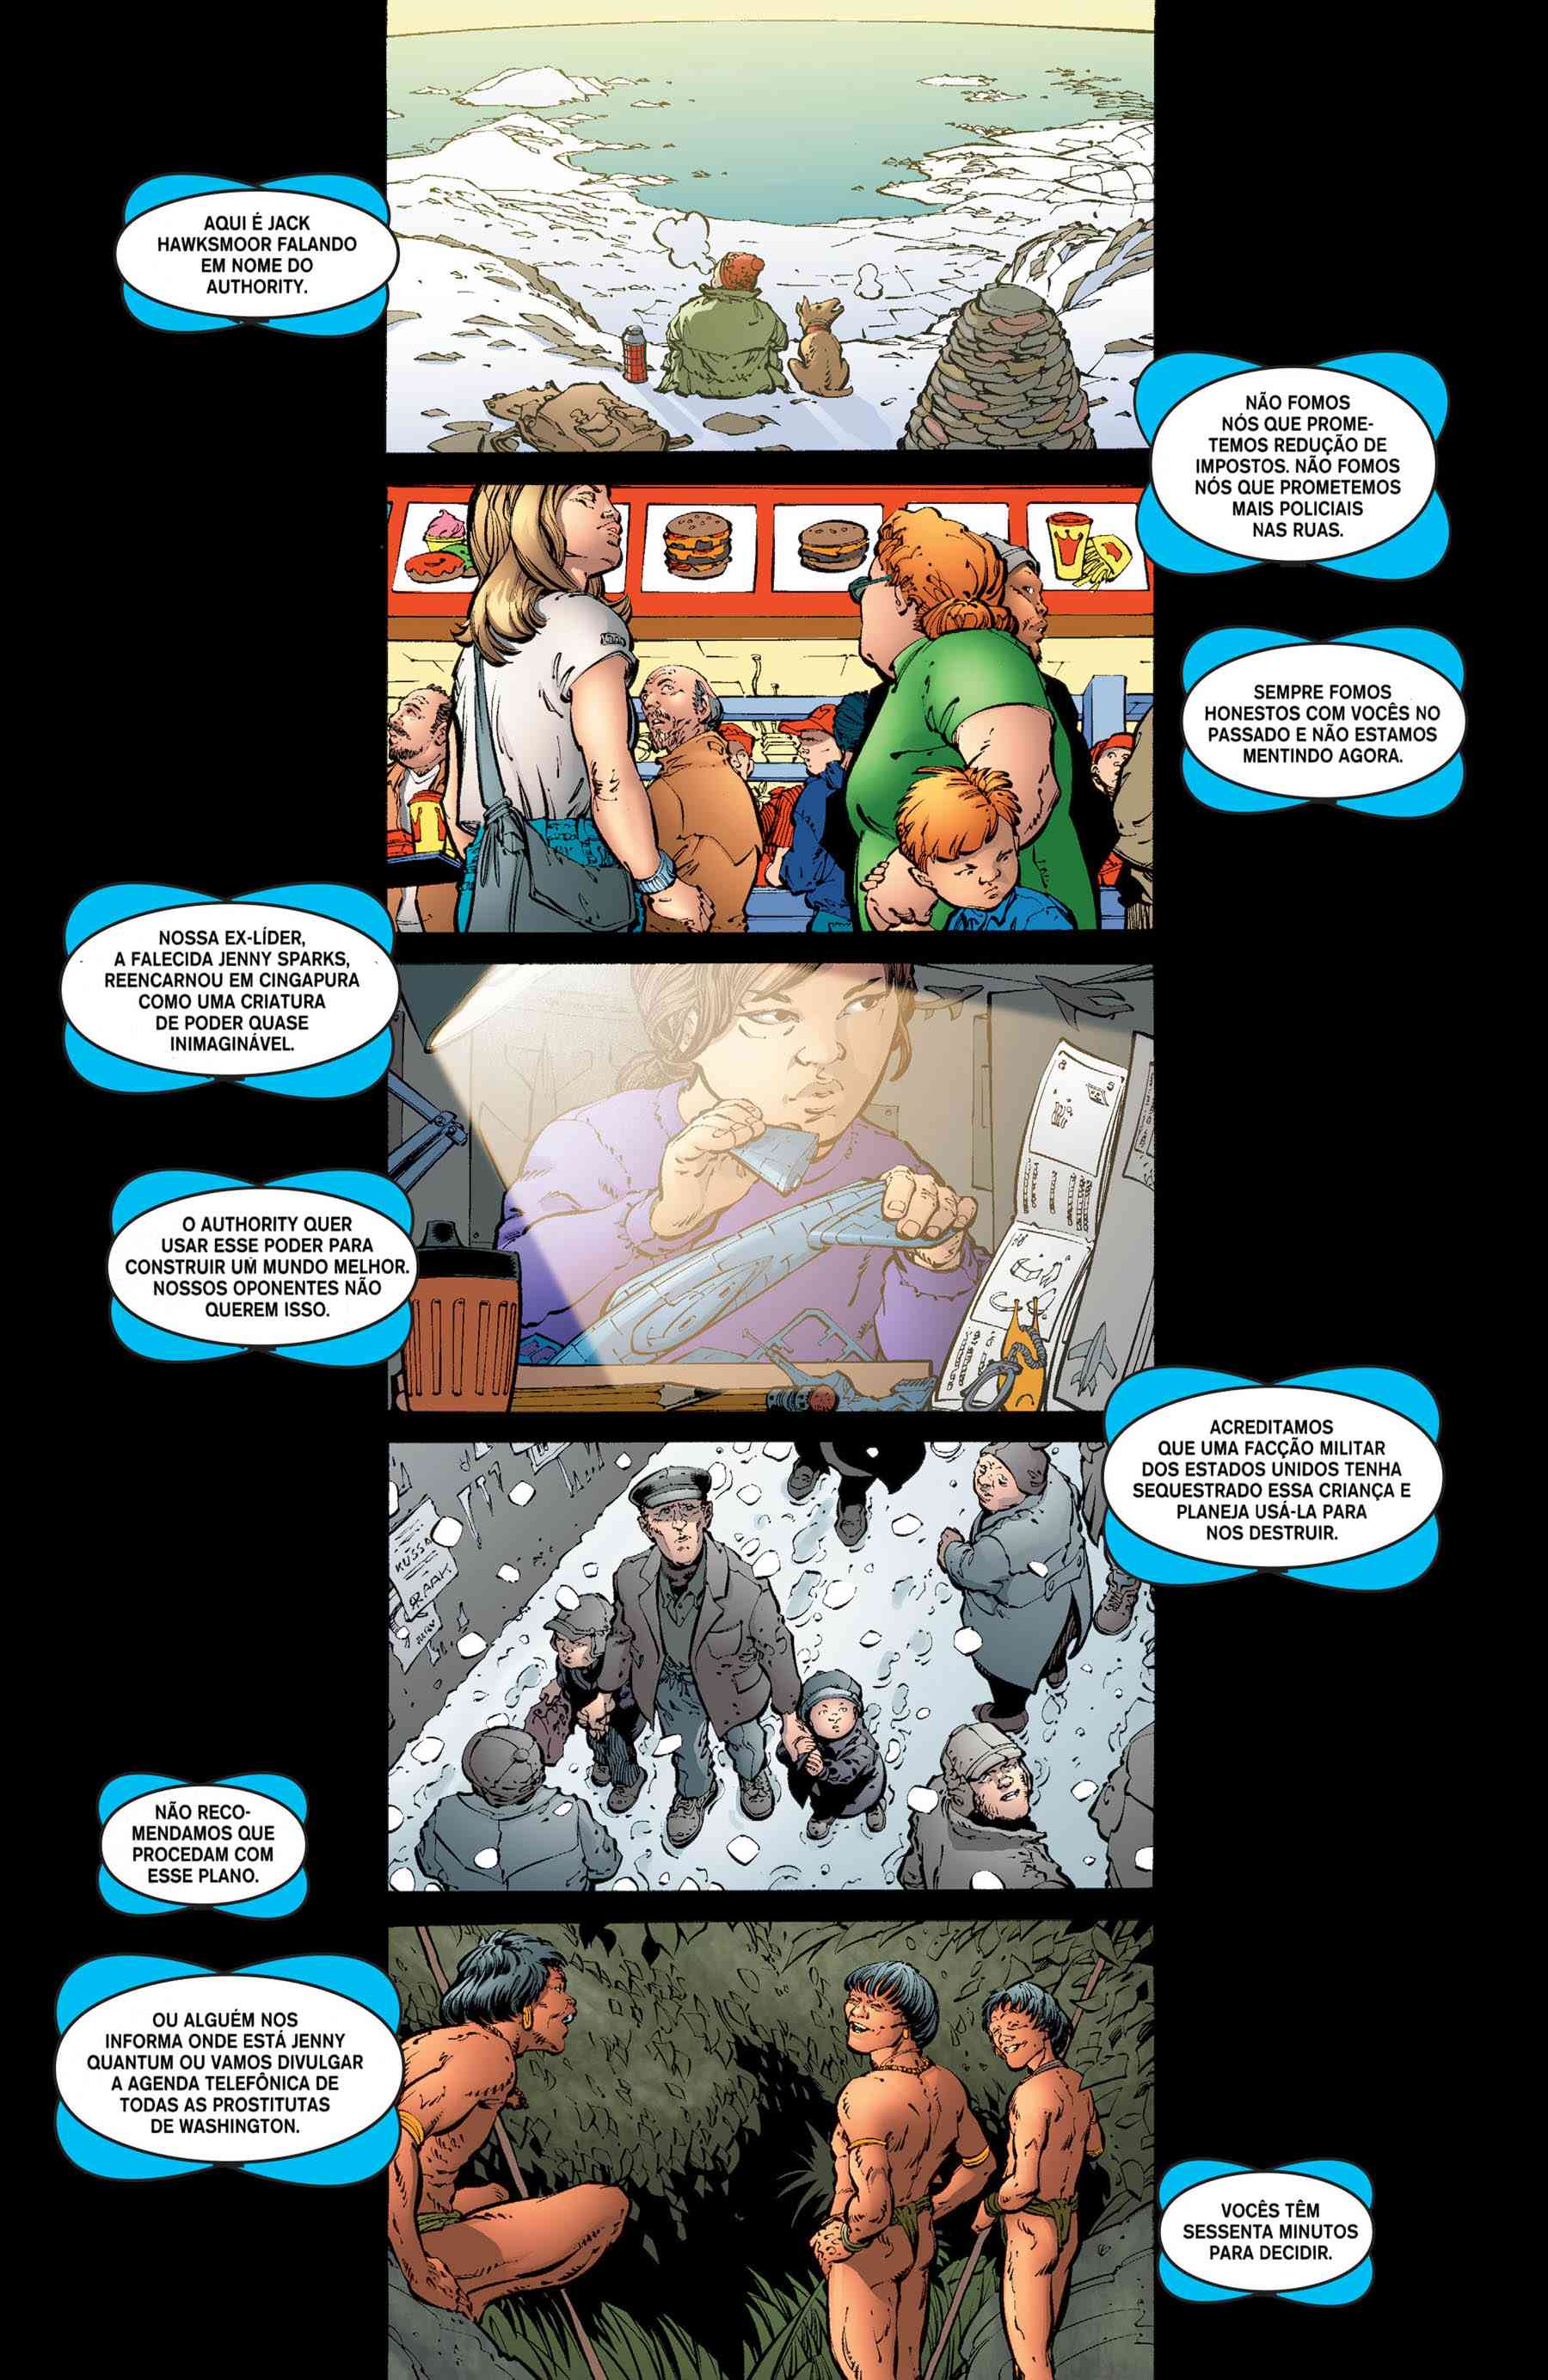 AQUI É JACK
HAWKSMOOR FALANDO
EM NOME DO
AUTHORITY.
NÃO FOMOS
NÓS QUE PROME-
TEMOS REDUÇÃO DE
IMPOSTOS. NÃO FOMOS
NÓS QUE PROMETEMOS
MAIS POLICIAIS
NAS RUAS.
SEMPRE FOMOS
HONESTOS COM VOCÊS NO
PASSADO E NÃO ESTAMOS
MENTINDO AGORA.
NOSSA EX-LÍDER,
A FALECIDA JENNY SPARKS,
REENCARNOU EM CINGAPURA
COMO UMA CRIATURA
DE PODER QUASE
INIMAGINÁVEL.
O AUTHORITY QUER
USAR ESSE PODER PARA
CONSTRUIR UM MUNDO MELHOR.
NOSSOS OPONENTES NÃO
QUEREM ISSO.
ACREDITAMOS
QUE UMA FACÇÃO MILITAR
DOS ESTADOS UNIDOS TENHA
SEQUESTRADO ESSA CRIANÇA E
PLANEJA USÁ-LA PARA
NOS DESTRUIR.
NÃO RECO-
MENDAMOS QUE
PROCEDAM COM
ESSE PLANO.
OU ALGUÉM NOS
INFORMA ONDE ESTÁ JENNY
QUANTUM OU VAMOS DIVULGAR
A AGENDA TELEFÔNICA DE
TODAS AS PROSTITUTAS
DE WASHINGTON.
VOCÊS TÊM
SESSENTA MINUTOS
PARA DECIDIR.